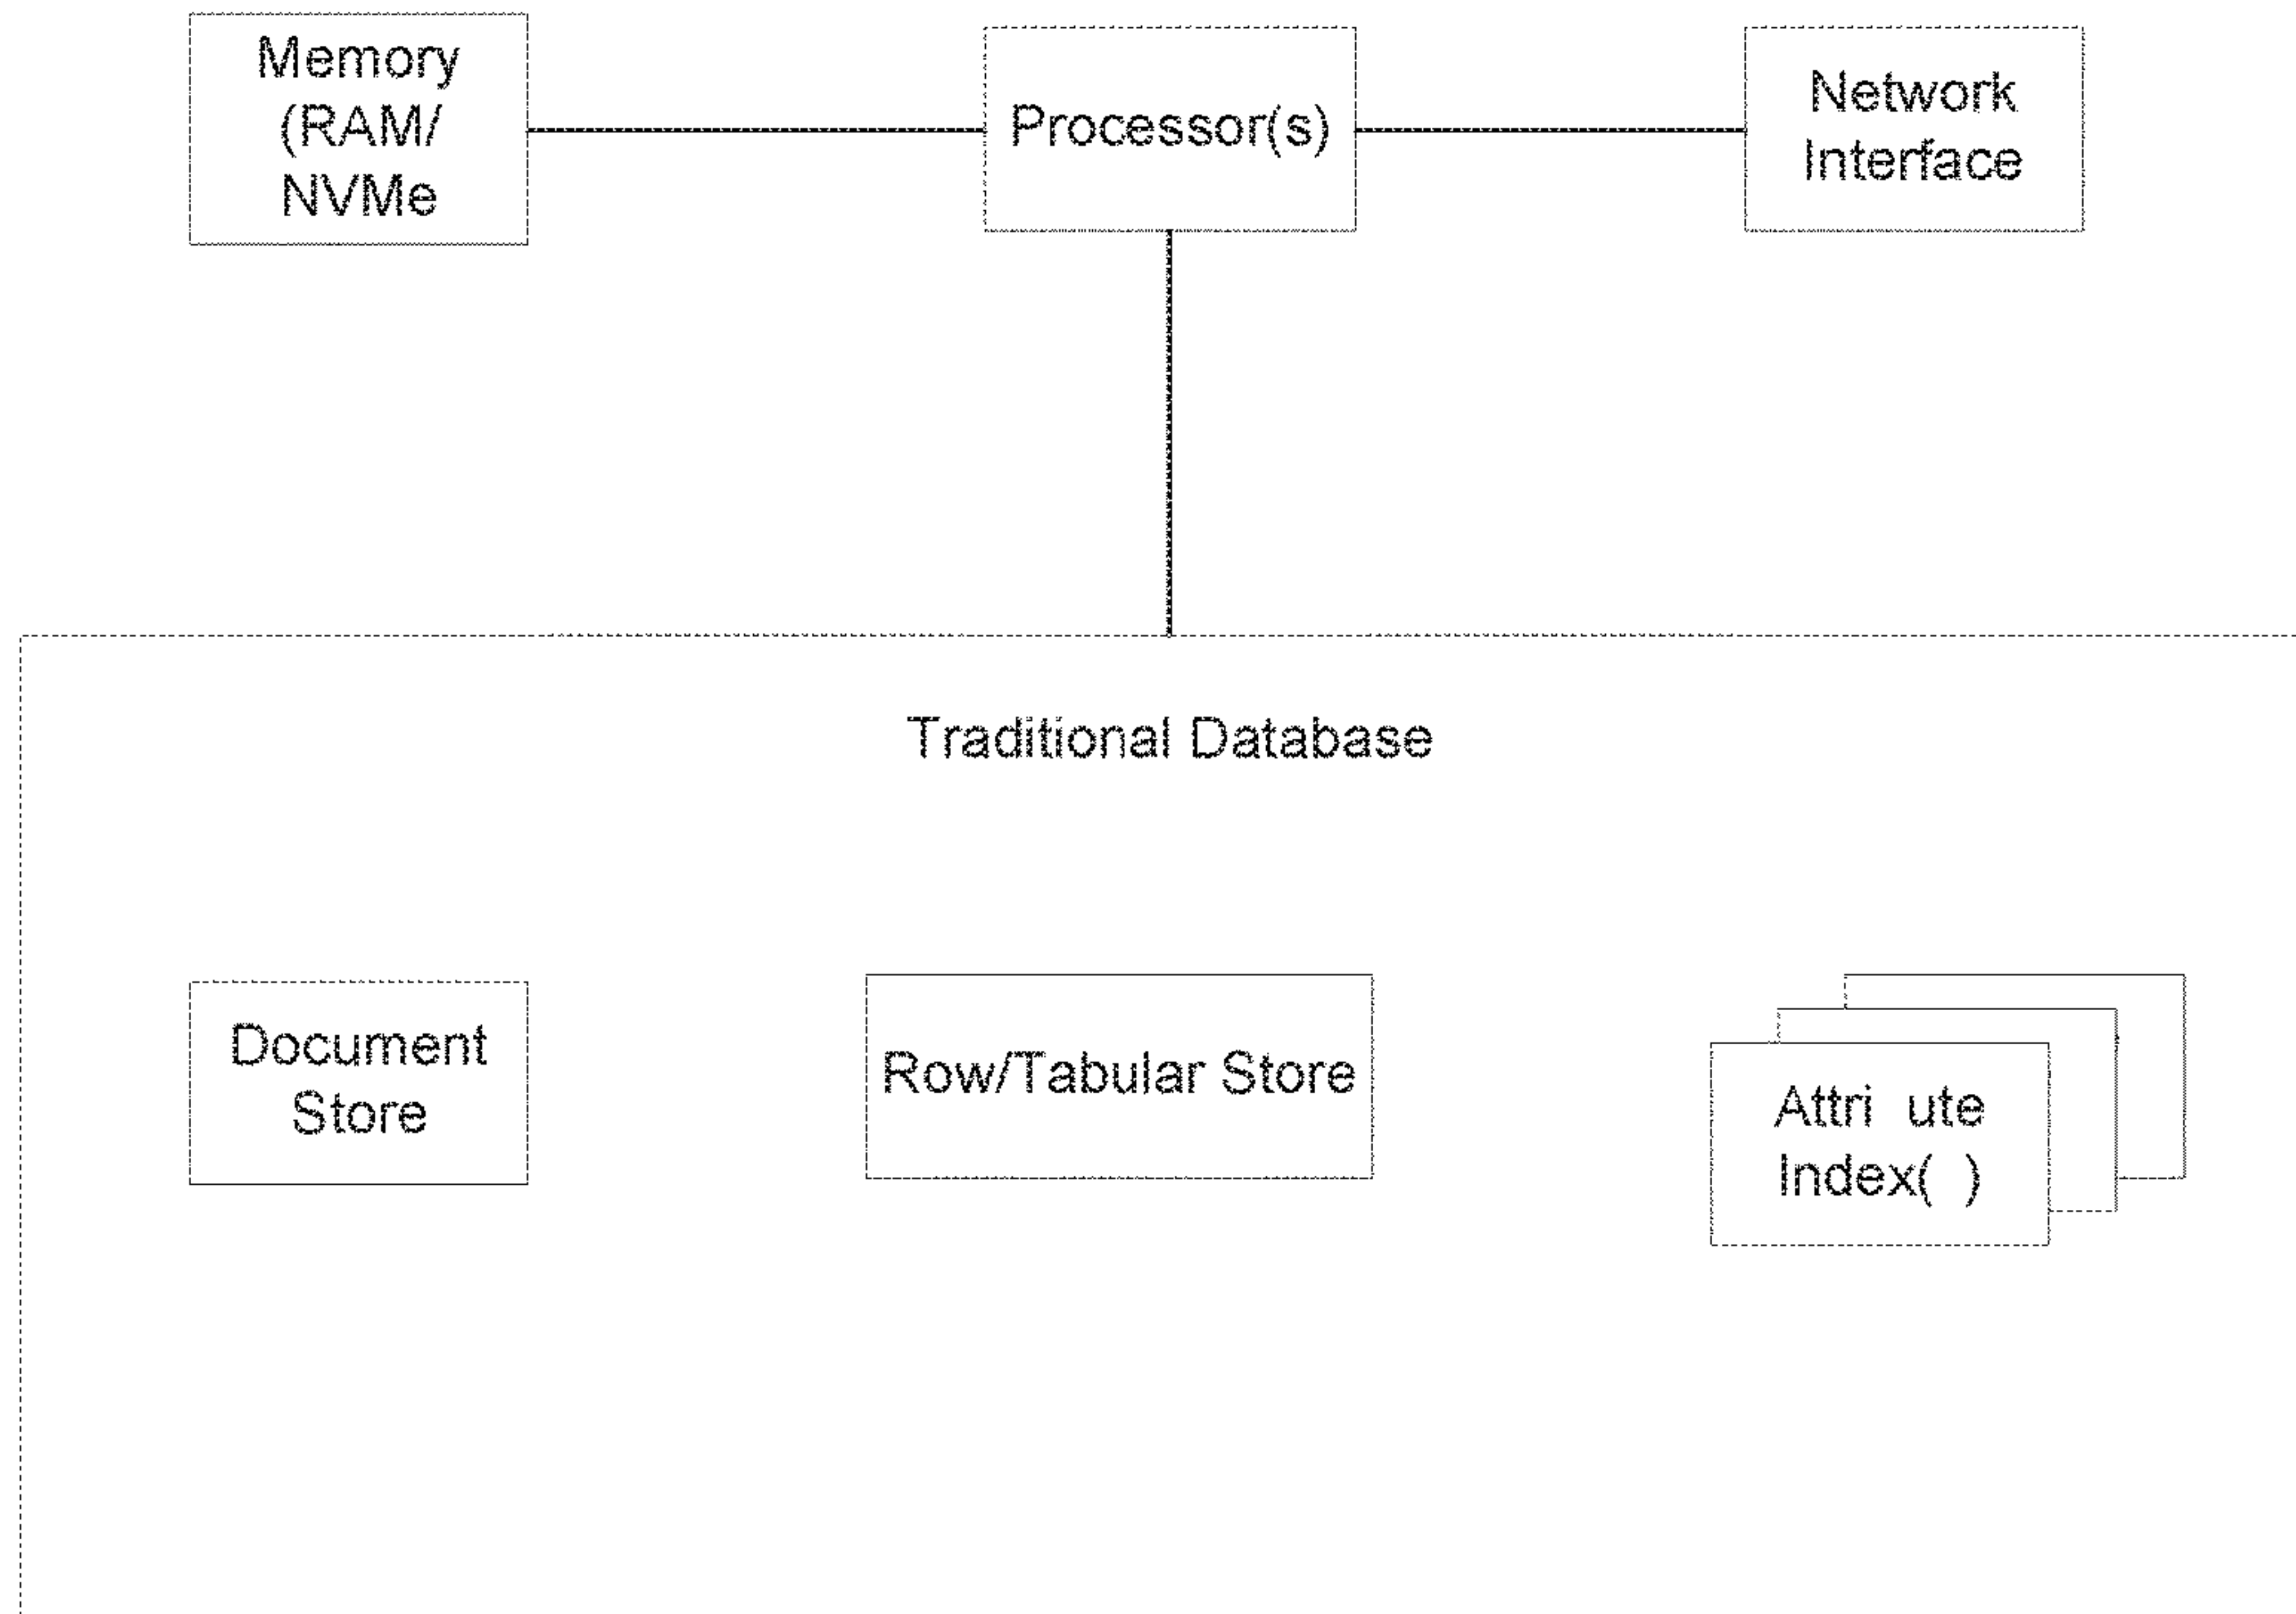 Memory
(RAM/
NVMe
Processor(s)
Network
Interface
Traditional Database
Document
Store
Row/Tabular Store
Attri ute
Index( )